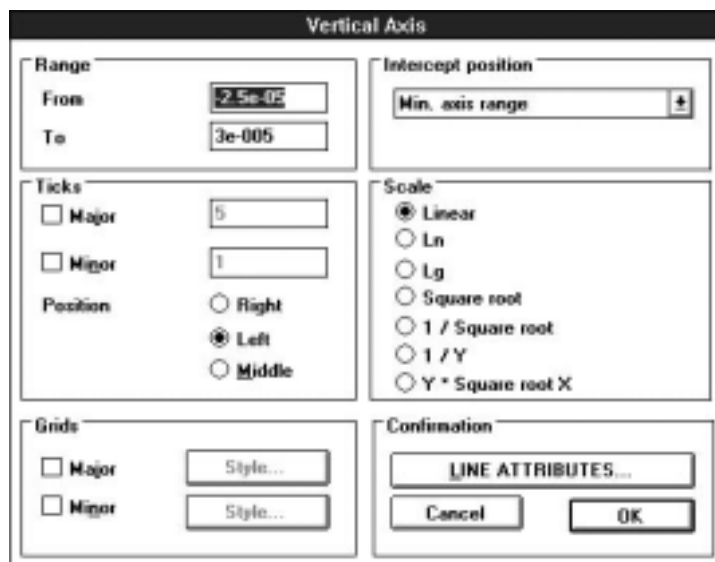 Vertical Axis
Range
From -2.5e-05
To 3e-005
Intercept position
Min. axis range
Ticks
Major 5
Minor 1
Position Right
Left
Middle
Scale
Linear
Ln
Lg
Square root
1 / Square root
1 / Y
Y * Square root X
Grids
Major Style...
Minor Style...
Confirmation
LINE ATTRIBUTES...
Cancel OK